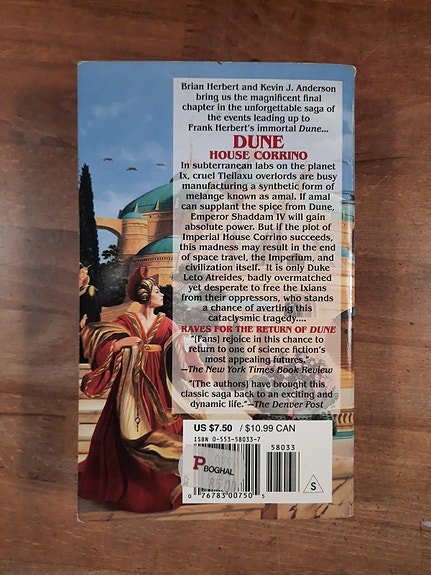 Brian Herbert and Kevin J. Anderson
bring us the magnificent final
chapter in the unforgettable saga of
the events leading up to
Frank Herbert's immortal Dune...
DUNE
HOUSE CORRINO
In subterranean labs on the planet
Ix, cruel Tleilaxu overlords are busy
manufacturing a synthetic form of
melange known as amal. If amal
can supplant the spice from Dune,
Emperor Shaddam IV will gain
absolute power. But if the plot of
Imperial House Corrino succeeds,
this madness may result in the end
of space travel, the Imperium, and
civilization itself. It is only Duke
Leto Atreides, badly overmatched
yet desperate to free the Ixians
from their oppressors, who stands
a chance of averting this
cataclysmic tragedy....
RAVES FOR THE RETURN OF DUNE
"(Fans) rejoice in this chance to
return to one of science fiction's
most appealing futures."
—The New York Times Book Review
"(The authors) have brought this
classic saga back to an exciting and
dynamic life."—The Denver Post
US $7.50 / $10.99 CAN
ISBN 0-553-58033-7
58033
P BOGHAL
S
0 76783 00750 5